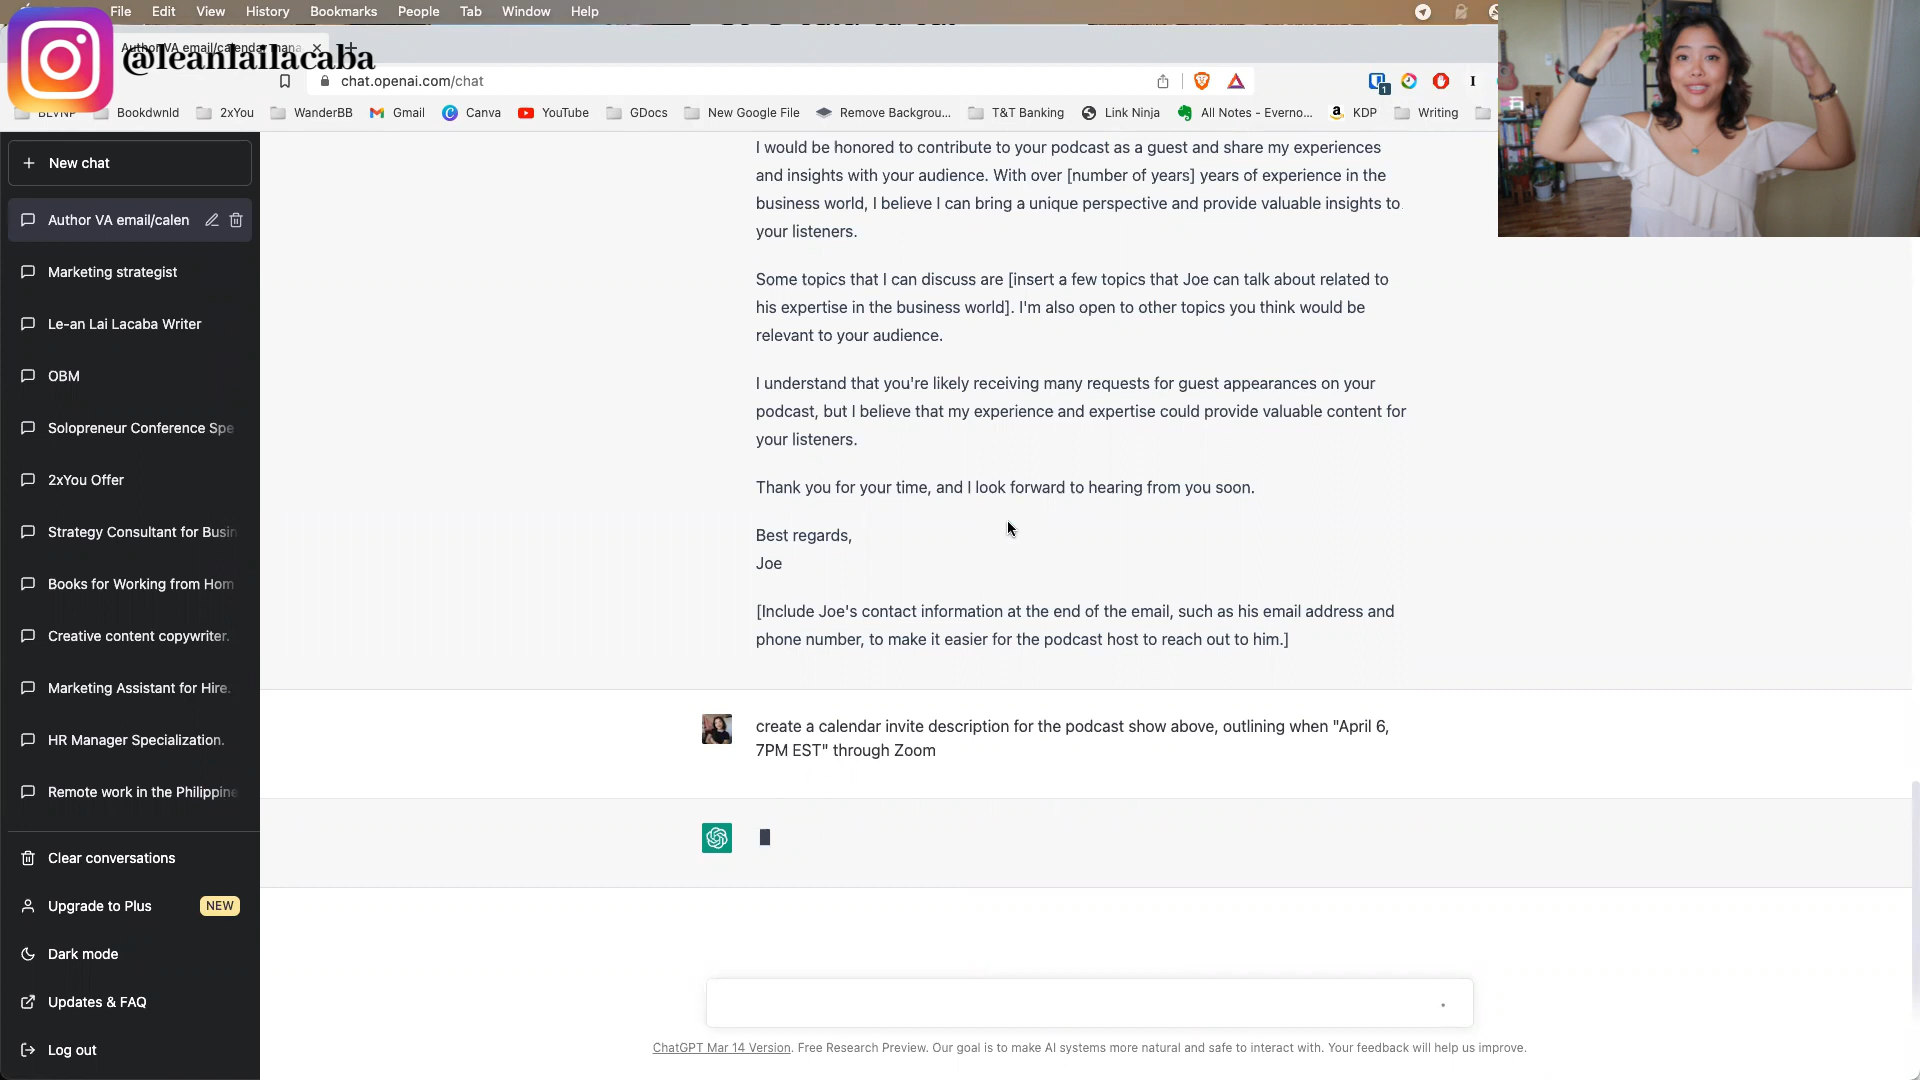 File Edit View History Bookmarks People Tab Window Help
@leanlailacaba
chat.openai.com/chat
Bookdwnld 2xYou WanderBB Gmail Canva YouTube GDocs New Google File Remove Backgrou... T&T Banking Link Ninja All Notes - Everno... KDP Writing
New chat
Author VA email/calen
Marketing strategist
Le-an Lai Lacaba Writer
OBM
Solopreneur Conference Spe
2xYou Offer
Strategy Consultant for Busin
Books for Working from Hom
Creative content copywriter.
Marketing Assistant for Hire.
HR Manager Specialization.
Remote work in the Philippine
Clear conversations
Upgrade to Plus NEW
Dark mode
Updates & FAQ
Log out
I would be honored to contribute to your podcast as a guest and share my experiences
and insights with your audience. With over [number of years] years of experience in the
business world, I believe I can bring a unique perspective and provide valuable insights to
your listeners.
Some topics that I can discuss are [insert a few topics that Joe can talk about related to
his expertise in the business world]. I'm also open to other topics you think would be
relevant to your audience.
I understand that you're likely receiving many requests for guest appearances on your
podcast, but I believe that my experience and expertise could provide valuable content for
your listeners.
Thank you for your time, and I look forward to hearing from you soon.
Best regards,
Joe
[Include Joe's contact information at the end of the email, such as his email address and
phone number, to make it easier for the podcast host to reach out to him.]
create a calendar invite description for the podcast show above, outlining when "April 6,
7PM EST" through Zoom
ChatGPT Mar 14 Version. Free Research Preview. Our goal is to make AI systems more natural and safe to interact with. Your feedback will help us improve.